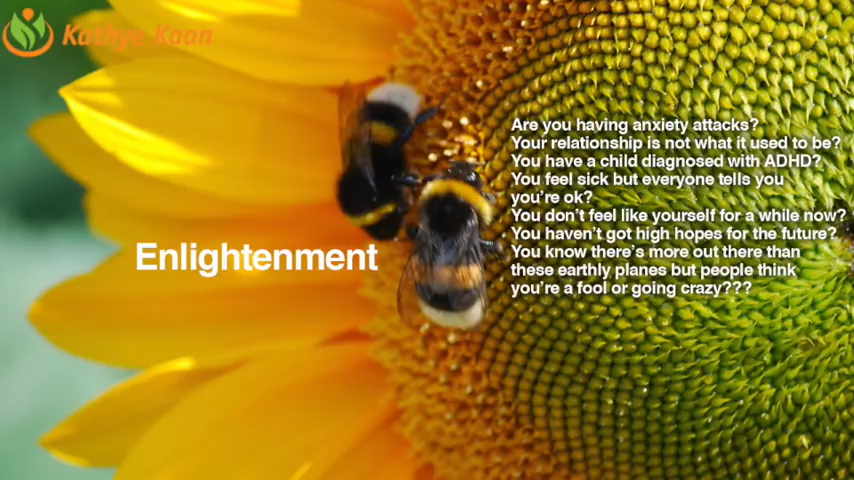 Kathye Kaan
Enlightenment
Are you having anxiety attacks?
Your relationship is not what it used to be?
You have a child diagnosed with ADHD?
You feel sick but everyone tells you
you're ok?
You don't feel like yourself for a while now?
You haven't got high hopes for the future?
You know there's more out there than
these earthly planes but people think
you're a fool or going crazy???